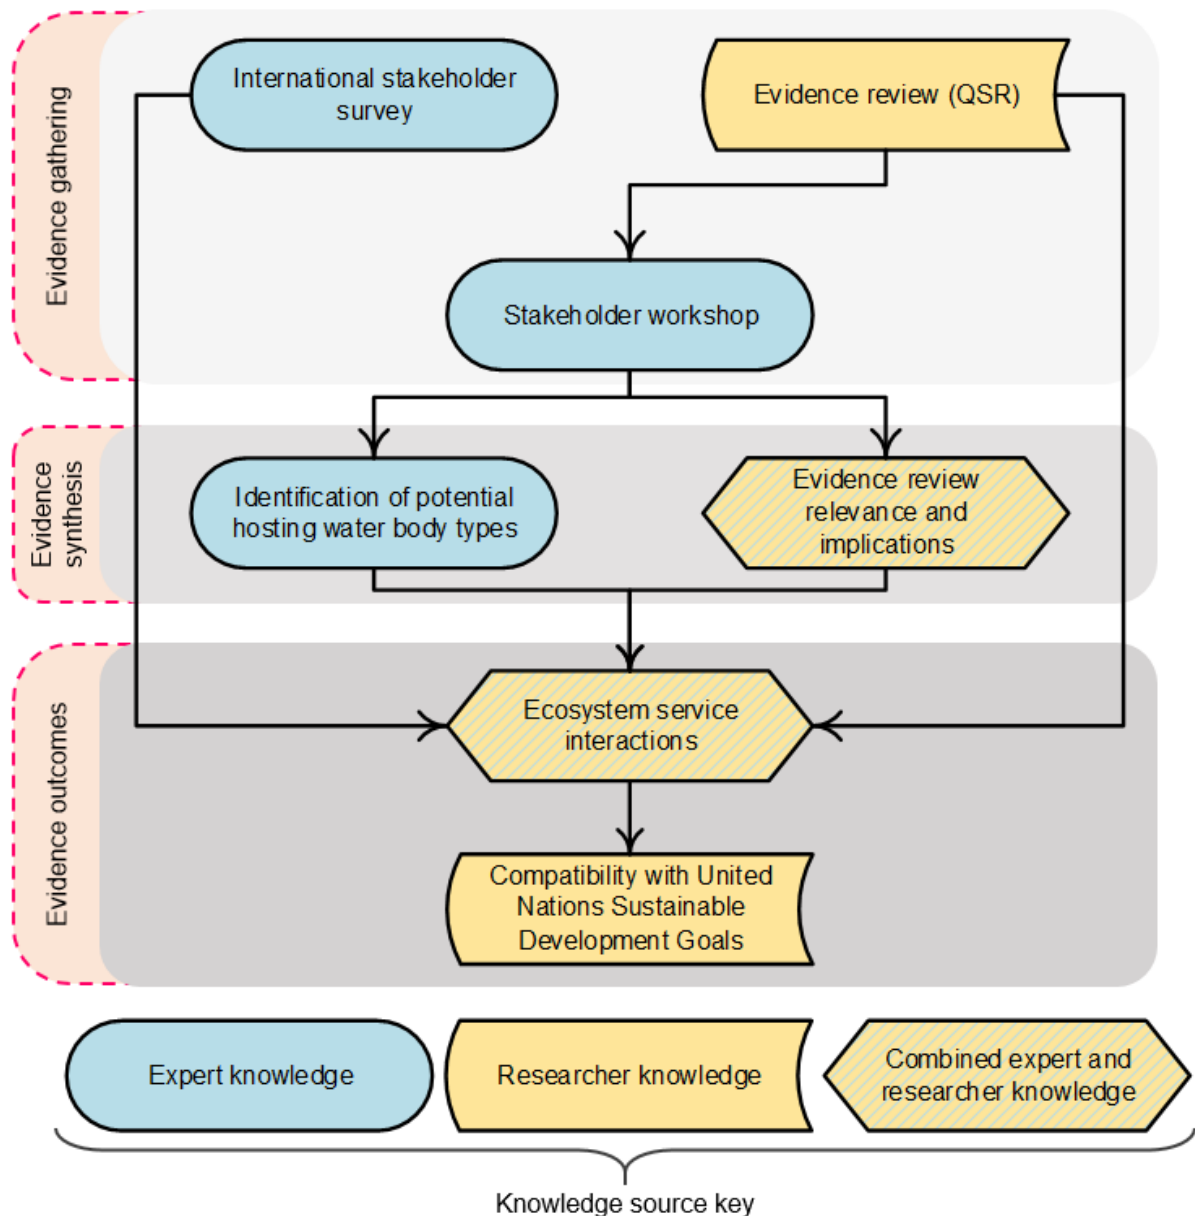 Evidence gathering
International stakeholder
survey
Evidence review (QSR)
Stakeholder workshop
Evidence
synthesis
Identification of potential
hosting water body types
Evidence review
relevance and
implications
Evidence outcomes
Ecosystem service
interactions
Compatibility with United
Nations Sustainable
Development Goals
Expert knowledge
Researcher knowledge
Combined expert and
researcher knowledge
Knowledge source key